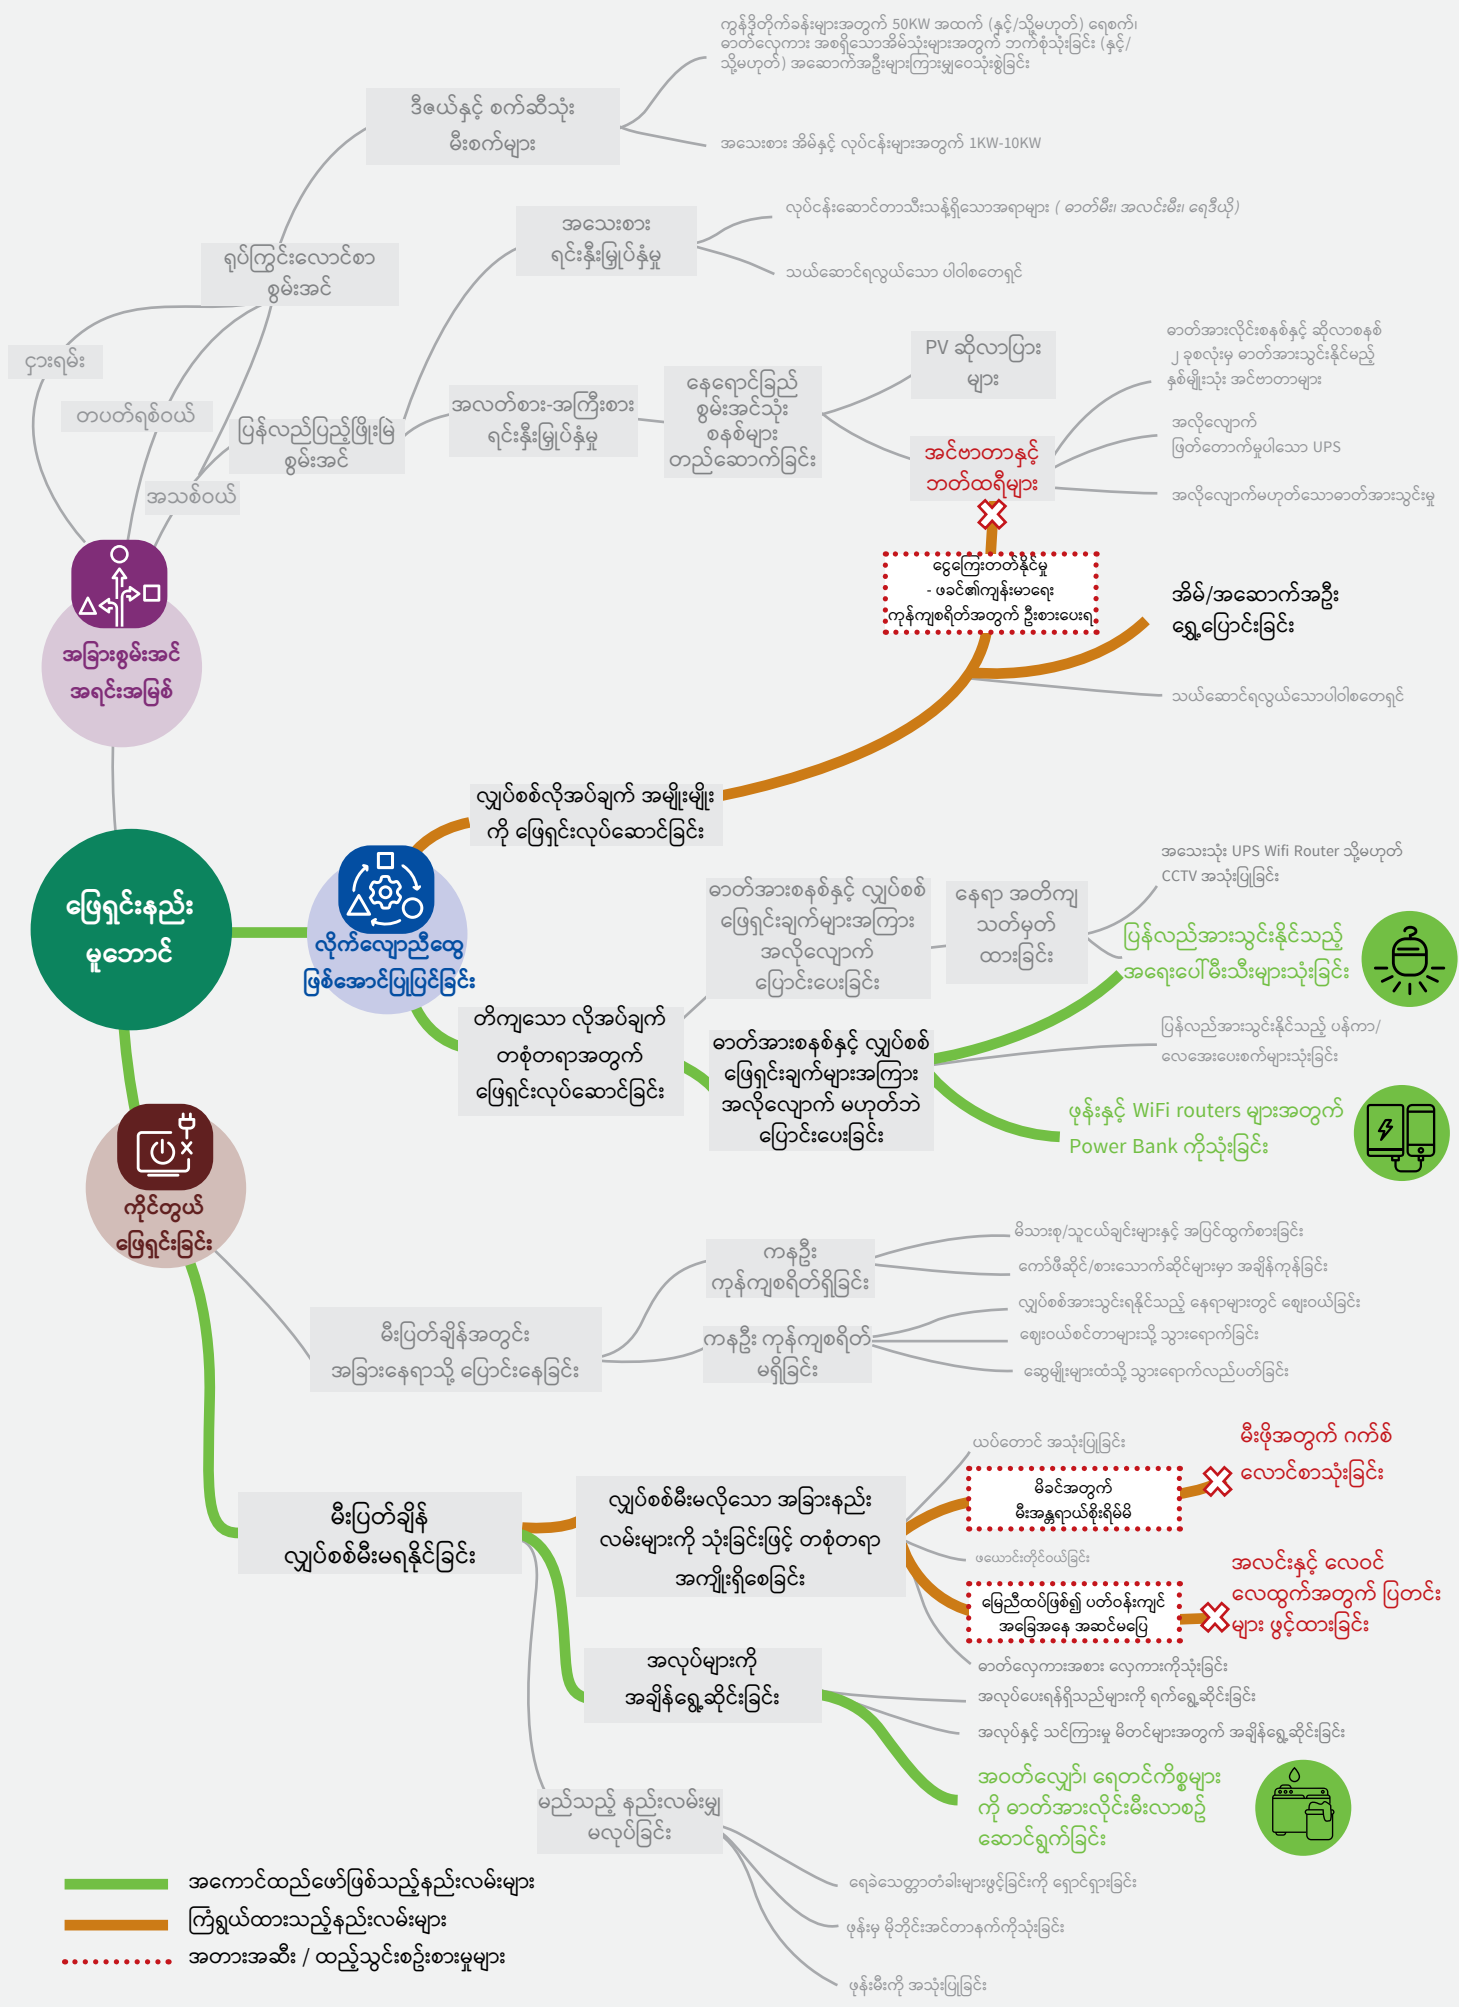 ကွန်ဒိုတိုက်ခန်းများအတွက် 50KW အထက် (နှင့်/သို့မဟုတ်) ရေစက်၊
ဓာတ်လှေကား အစရှိသောအိမ်သုံးများအတွက် ဘက်စုံသုံးခြင်း (နှင့်/
သို့မဟုတ်) အဆောက်အဦးများကြားမျှဝေသုံးစွဲခြင်း
ဒီဇယ်နှင့် စက်ဆီသုံး
မီးစက်များ
အသေးစား အိမ်နှင့် လုပ်ငန်းများအတွက် 1KW-10KW
လုပ်ငန်းဆောင်တာသီးသန့်ရှိသောအရာများ ( ဓာတ်မီး၊ အလင်းမီး၊ ရေဒီယို)
အသေးစား
ရင်းနှီးမြှုပ်နှံမှု
သယ်ဆောင်ရလွယ်သော ပါဝါစတေရှင်
ရုပ်ကြွင်းလောင်စာ
စွမ်းအင်
ငှားရမ်း
တပတ်ရစ်ဝယ်
အသစ်ဝယ်
ပြန်လည်ပြည့်ဖြိုးမြဲ
စွမ်းအင်
အလတ်စား-အကြီးစား
ရင်းနှီးမြှုပ်နှံမှု
နေရောင်ခြည်
စွမ်းအင်သုံး
စနစ်များ
တည်ဆောက်ခြင်း
PV ဆိုလာပြား
များ
အင်ဗာတာနှင့်
ဘတ်ထရီများ
ဓာတ်အားလိုင်းစနစ်နှင့် ဆိုလာစနစ်
၂ ခုစလုံးမှ ဓာတ်အားသွင်းနိုင်မည့်
နှစ်မျိုးသုံး အင်ဗာတာများ
အလိုလျောက်
ဖြတ်တောက်မှုပါသော UPS
အလိုလျောက်မဟုတ်သောဓာတ်အားသွင်းမှု
ငွေကြေးတတ်နိုင်မှု
- ဖခင်၏ကျန်းမာရေး
ကုန်ကျစရိတ်အတွက် ဦးစားပေးရ
အိမ်/အဆောက်အဦး
ရွှေ့ပြောင်းခြင်း
သယ်ဆောင်ရလွယ်သောပါဝါစတေရှင်
အခြားစွမ်းအင်
အရင်းအမြစ်
လျှပ်စစ်လိုအပ်ချက် အမျိုးမျိုး
ကို ဖြေရှင်းလုပ်ဆောင်ခြင်း
ဖြေရှင်းနည်း
မူဘောင်
လိုက်လျောညီထွေ
ဖြစ်အောင်ပြုပြင်ခြင်း
ဓာတ်အားစနစ်နှင့် လျှပ်စစ်
ဖြေရှင်းချက်များအကြား
အလိုလျောက်
ပြောင်းပေးခြင်း
နေရာ အတိကျ
သတ်မှတ်
ထားခြင်း
အသေးသုံး UPS Wifi Router သို့မဟုတ်
CCTV အသုံးပြုခြင်း
ပြန်လည်အားသွင်းနိုင်သည့်
အရေးပေါ်မီးသီးများသုံးခြင်း
တိကျသော လိုအပ်ချက်
တစုံတရာအတွက်
ဖြေရှင်းလုပ်ဆောင်ခြင်း
ဓာတ်အားစနစ်နှင့် လျှပ်စစ်
ဖြေရှင်းချက်များအကြား
အလိုလျောက် မဟုတ်ဘဲ
ပြောင်းပေးခြင်း
ပြန်လည်အားသွင်းနိုင်သည့် ပန်ကာ/
လေအေးပေးစက်များသုံးခြင်း
ဖုန်းနှင့် WiFi routers များအတွက်
Power Bank ကိုသုံးခြင်း
ကိုင်တွယ်
ဖြေရှင်းခြင်း
ကနဦး
ကုန်ကျစရိတ်ရှိခြင်း
မိသားစု/သူငယ်ချင်းများနှင့် အပြင်ထွက်စားခြင်း
ကော်ဖီဆိုင်/စားသောက်ဆိုင်များမှာ အချိန်ကုန်ခြင်း
မီးပြတ်ချိန်အတွင်း
အခြားနေရာသို့ ပြောင်းနေခြင်း
ကနဦး ကုန်ကျစရိတ်
မရှိခြင်း
လျှပ်စစ်အားသွင်းရနိုင်သည့် နေရာများတွင် ဈေးဝယ်ခြင်း
ဈေးဝယ်စင်တာများသို့ သွားရောက်ခြင်း
ဆွေမျိုးများထံသို့ သွားရောက်လည်ပတ်ခြင်း
မီးပြတ်ချိန်
လျှပ်စစ်မီးမရနိုင်ခြင်း
လျှပ်စစ်မီးမလိုသော အခြားနည်း
လမ်းများကို သုံးခြင်းဖြင့် တစုံတရာ
အကျိုးရှိစေခြင်း
ယပ်တောင် အသုံးပြုခြင်း
မိခင်အတွက်
မီးအန္တရာယ်စိုးရိမ်မိ
မီးဖိုအတွက် ဂက်စ်
လောင်စာသုံးခြင်း
ဖယောင်းတိုင်ဝယ်ခြင်း
မြေညီထပ်ဖြစ်၍ ပတ်ဝန်းကျင်
အခြေအနေ အဆင်မပြေ
အလင်းနှင့် လေဝင်
လေထွက်အတွက် ပြတင်း
များ ဖွင့်ထားခြင်း
ဓာတ်လှေကားအစား လှေကားကိုသုံးခြင်း
အလုပ်များကို
အချိန်ရွှေ့ဆိုင်းခြင်း
အလုပ်ပေးရန်ရှိသည်များကို ရက်ရွှေ့ဆိုင်းခြင်း
အလုပ်နှင့် သင်ကြားမှု မိတင်များအတွက် အချိန်ရွှေ့ဆိုင်းခြင်း
အဝတ်လျှော်၊ ရေတင်ကိစ္စများ
ကို ဓာတ်အားလိုင်းမီးလာစဥ်
ဆောင်ရွက်ခြင်း
မည်သည့် နည်းလမ်းမျှ
မလုပ်ခြင်း
ရေခဲသေတ္တာတံခါးများဖွင့်ခြင်းကို ရှောင်ရှားခြင်း
ဖုန်းမှ မိုဘိုင်းအင်တာနက်ကိုသုံးခြင်း
ဖုန်းမီးကို အသုံးပြုခြင်း
အကောင်ထည်ဖော်ဖြစ်သည့်နည်းလမ်းများ
ကြံရွယ်ထားသည့်နည်းလမ်းများ
အတားအဆီး / ထည့်သွင်းစဥ်းစားမှုများ